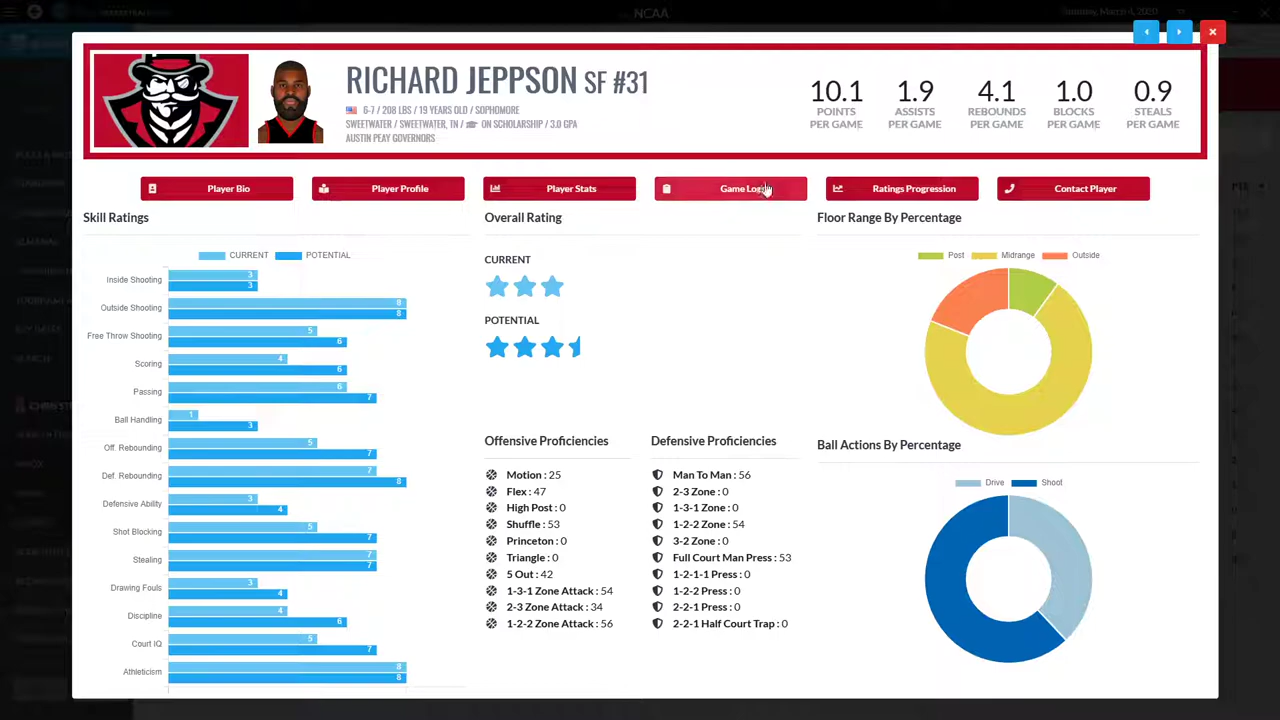 NCAA
RICHARD JEPPSON SF #31
6-7 / 208 LBS / 19 YEARS OLD / SOPHOMORE
SWEETWATER / SWEETWATER, TN / ON SCHOLARSHIP / 3.0 GPA
AUSTIN PEAY GOVERNORS
10.1 1.9 4.1 1.0 0.9
POINTS ASSISTS REBOUNDS BLOCKS STEALS
PER GAME PER GAME PER GAME PER GAME PER GAME
Player Bio Player Profile Player Stats Game Log Ratings Progression Contact Player
Skill Ratings
CURRENT POTENTIAL
Inside Shooting 3 3
Outside Shooting 8 8
Free Throw Shooting 5 6
Scoring 4 6
Passing 6 7
Ball Handling 1 3
Off. Rebounding 5 7
Def. Rebounding 7 8
Defensive Ability 3 4
Shot Blocking 5 7
Stealing 7 7
Drawing Fouls 3 4
Discipline 4 6
Court IQ 5 7
Athleticism 8 8
Overall Rating
CURRENT
POTENTIAL
Offensive Proficiencies
Motion : 25
Flex : 47
High Post : 0
Shuffle : 53
Princeton : 0
Triangle : 0
5 Out : 42
1-3-1 Zone Attack : 54
2-3 Zone Attack : 34
1-2-2 Zone Attack : 56
Defensive Proficiencies
Man To Man : 56
2-3 Zone : 0
1-3-1 Zone : 0
1-2-2 Zone : 54
3-2 Zone : 0
Full Court Man Press : 53
1-2-1-1 Press : 0
1-2-2 Press : 0
2-2-1 Press : 0
2-2-1 Half Court Trap : 0
Floor Range By Percentage
Post Midrange Outside
Ball Actions By Percentage
Drive Shoot